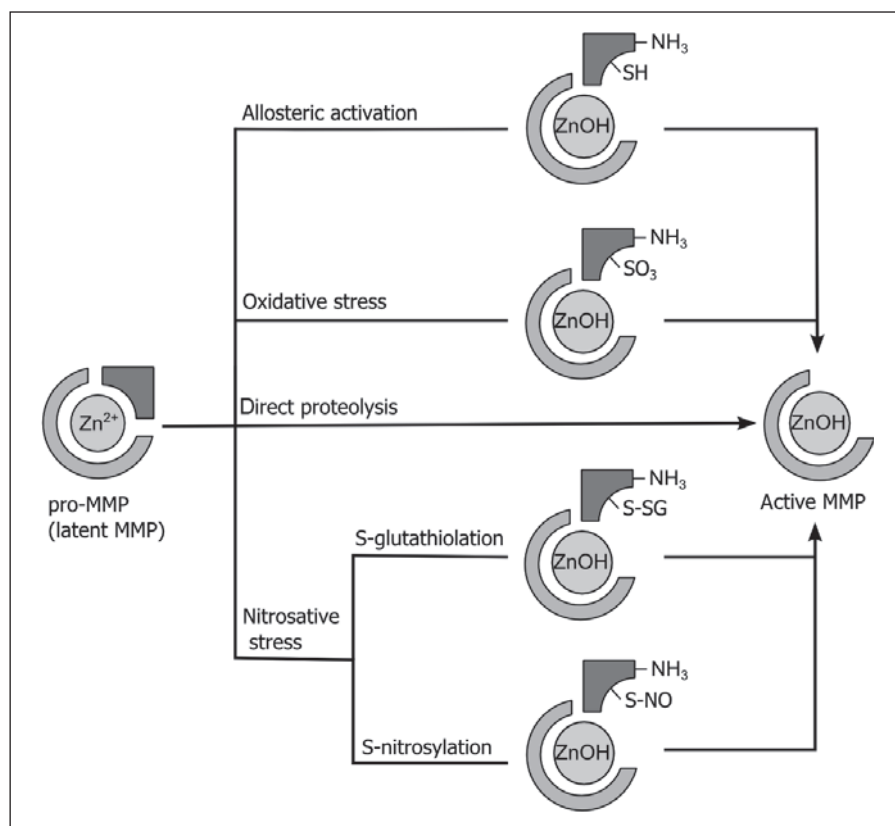 NH₃
SH
ZnOH
Allosteric activation
NH₃
SO₃
ZnOH
Oxidative stress
Zn²⁺
pro-MMP
(latent MMP)
Direct proteolysis
ZnOH
Active MMP
NH₃
S-SG
S-glutathiolation
ZnOH
Nitrosative
stress
NH₃
S-NO
S-nitrosylation
ZnOH